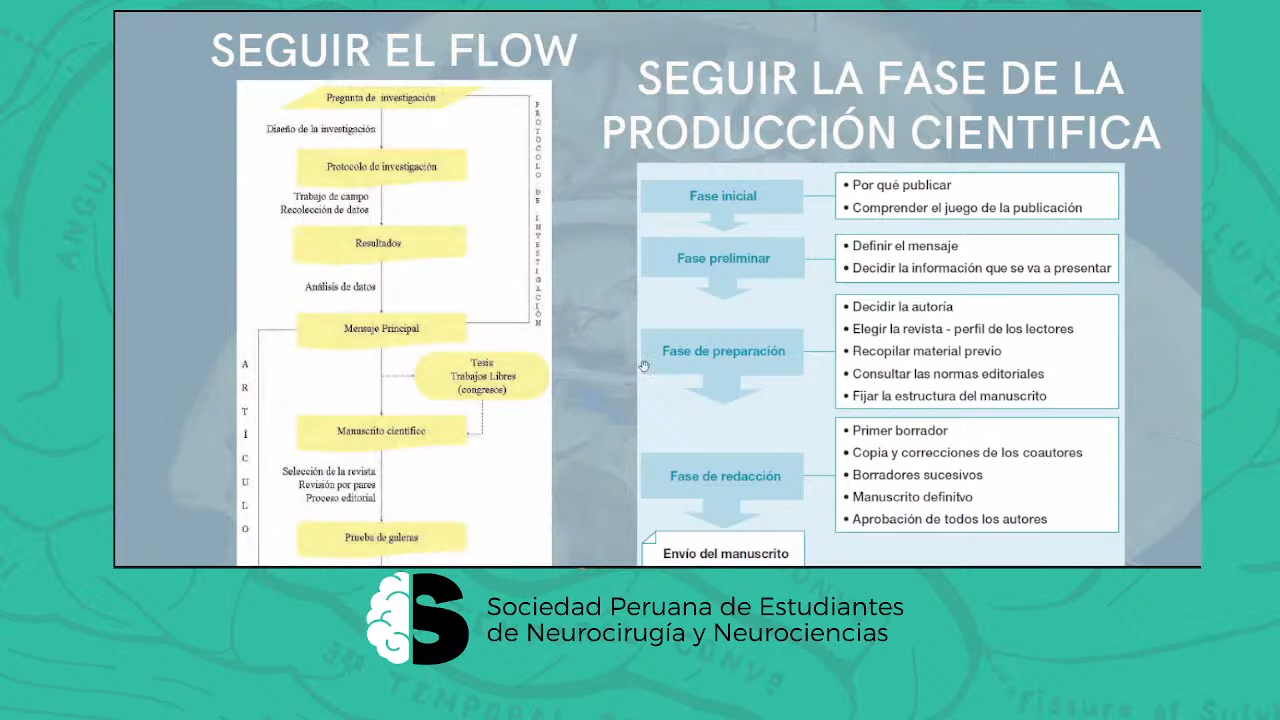 SEGUIR EL FLOW
Pregunta de investigación
Diseño de la investigación
Protocolo de investigación
Trabajo de campo
Recolección de datos
Resultados
Análisis de datos
Mensaje Principal
Tesis
Trabajos Libres
(congresos)
Manuscrito científico
Selección de la revista
Revisión por pares
Proceso editorial
Prueba de galeras
PROTOCOLO DE INVESTIGACIÓN
ARTÍCULO
SEGUIR LA FASE DE LA
PRODUCCIÓN CIENTIFICA
Fase inicial
• Por qué publicar
• Comprender el juego de la publicación
Fase preliminar
• Definir el mensaje
• Decidir la información que se va a presentar
Fase de preparación
• Decidir la autoría
• Elegir la revista - perfil de los lectores
• Recopilar material previo
• Consultar las normas editoriales
• Fijar la estructura del manuscrito
Fase de redacción
• Primer borrador
• Copia y correcciones de los coautores
• Borradores sucesivos
• Manuscrito definitvo
• Aprobación de todos los autores
Envío del manuscrito
S
Sociedad Peruana de Estudiantes
de Neurocirugía y Neurociencias
ANGU
TEMPORAL
CONVS
Fissure of Sylv